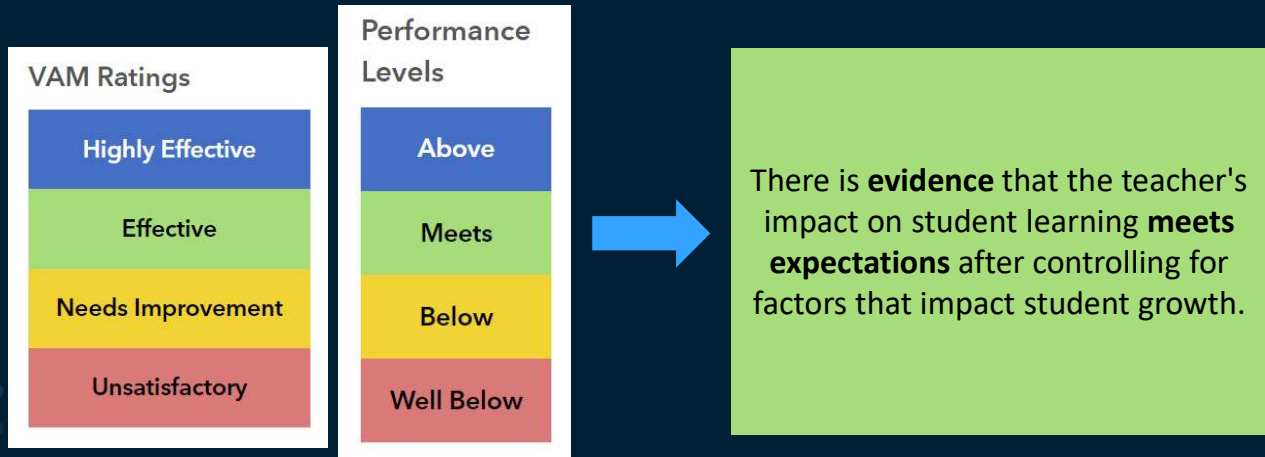 VAM Ratings
Highly Effective
Effective
Needs Improvement
Unsatisfactory
Performance
Levels
Above
Meets
Below
Well Below
There is evidence that the teacher's
impact on student learning meets
expectations after controlling for
factors that impact student growth.